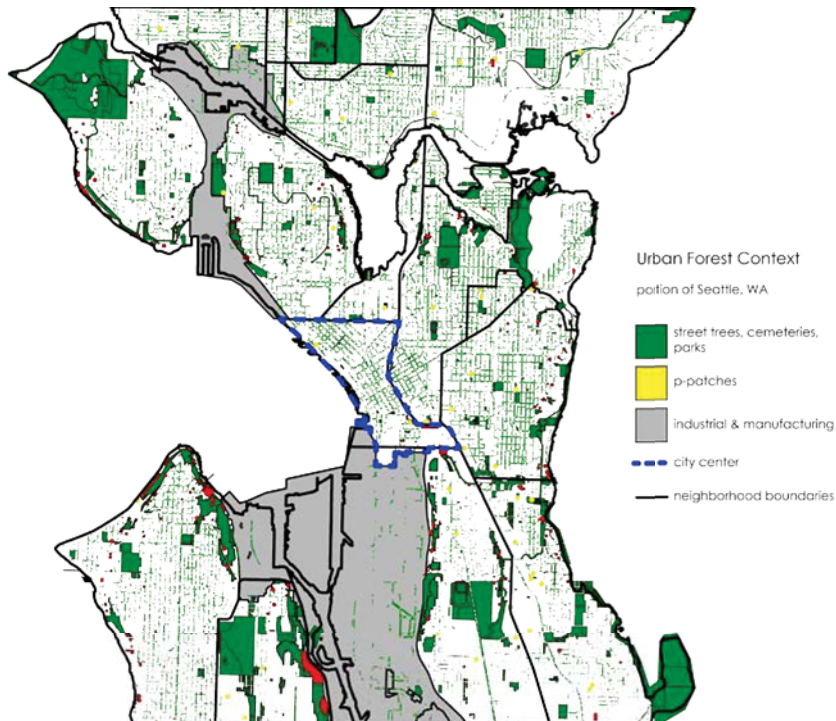 Urban Forest Context
portion of Seattle, WA
street trees, cemeteries,
parks
p-patches
industrial & manufacturing
city center
neighborhood boundaries